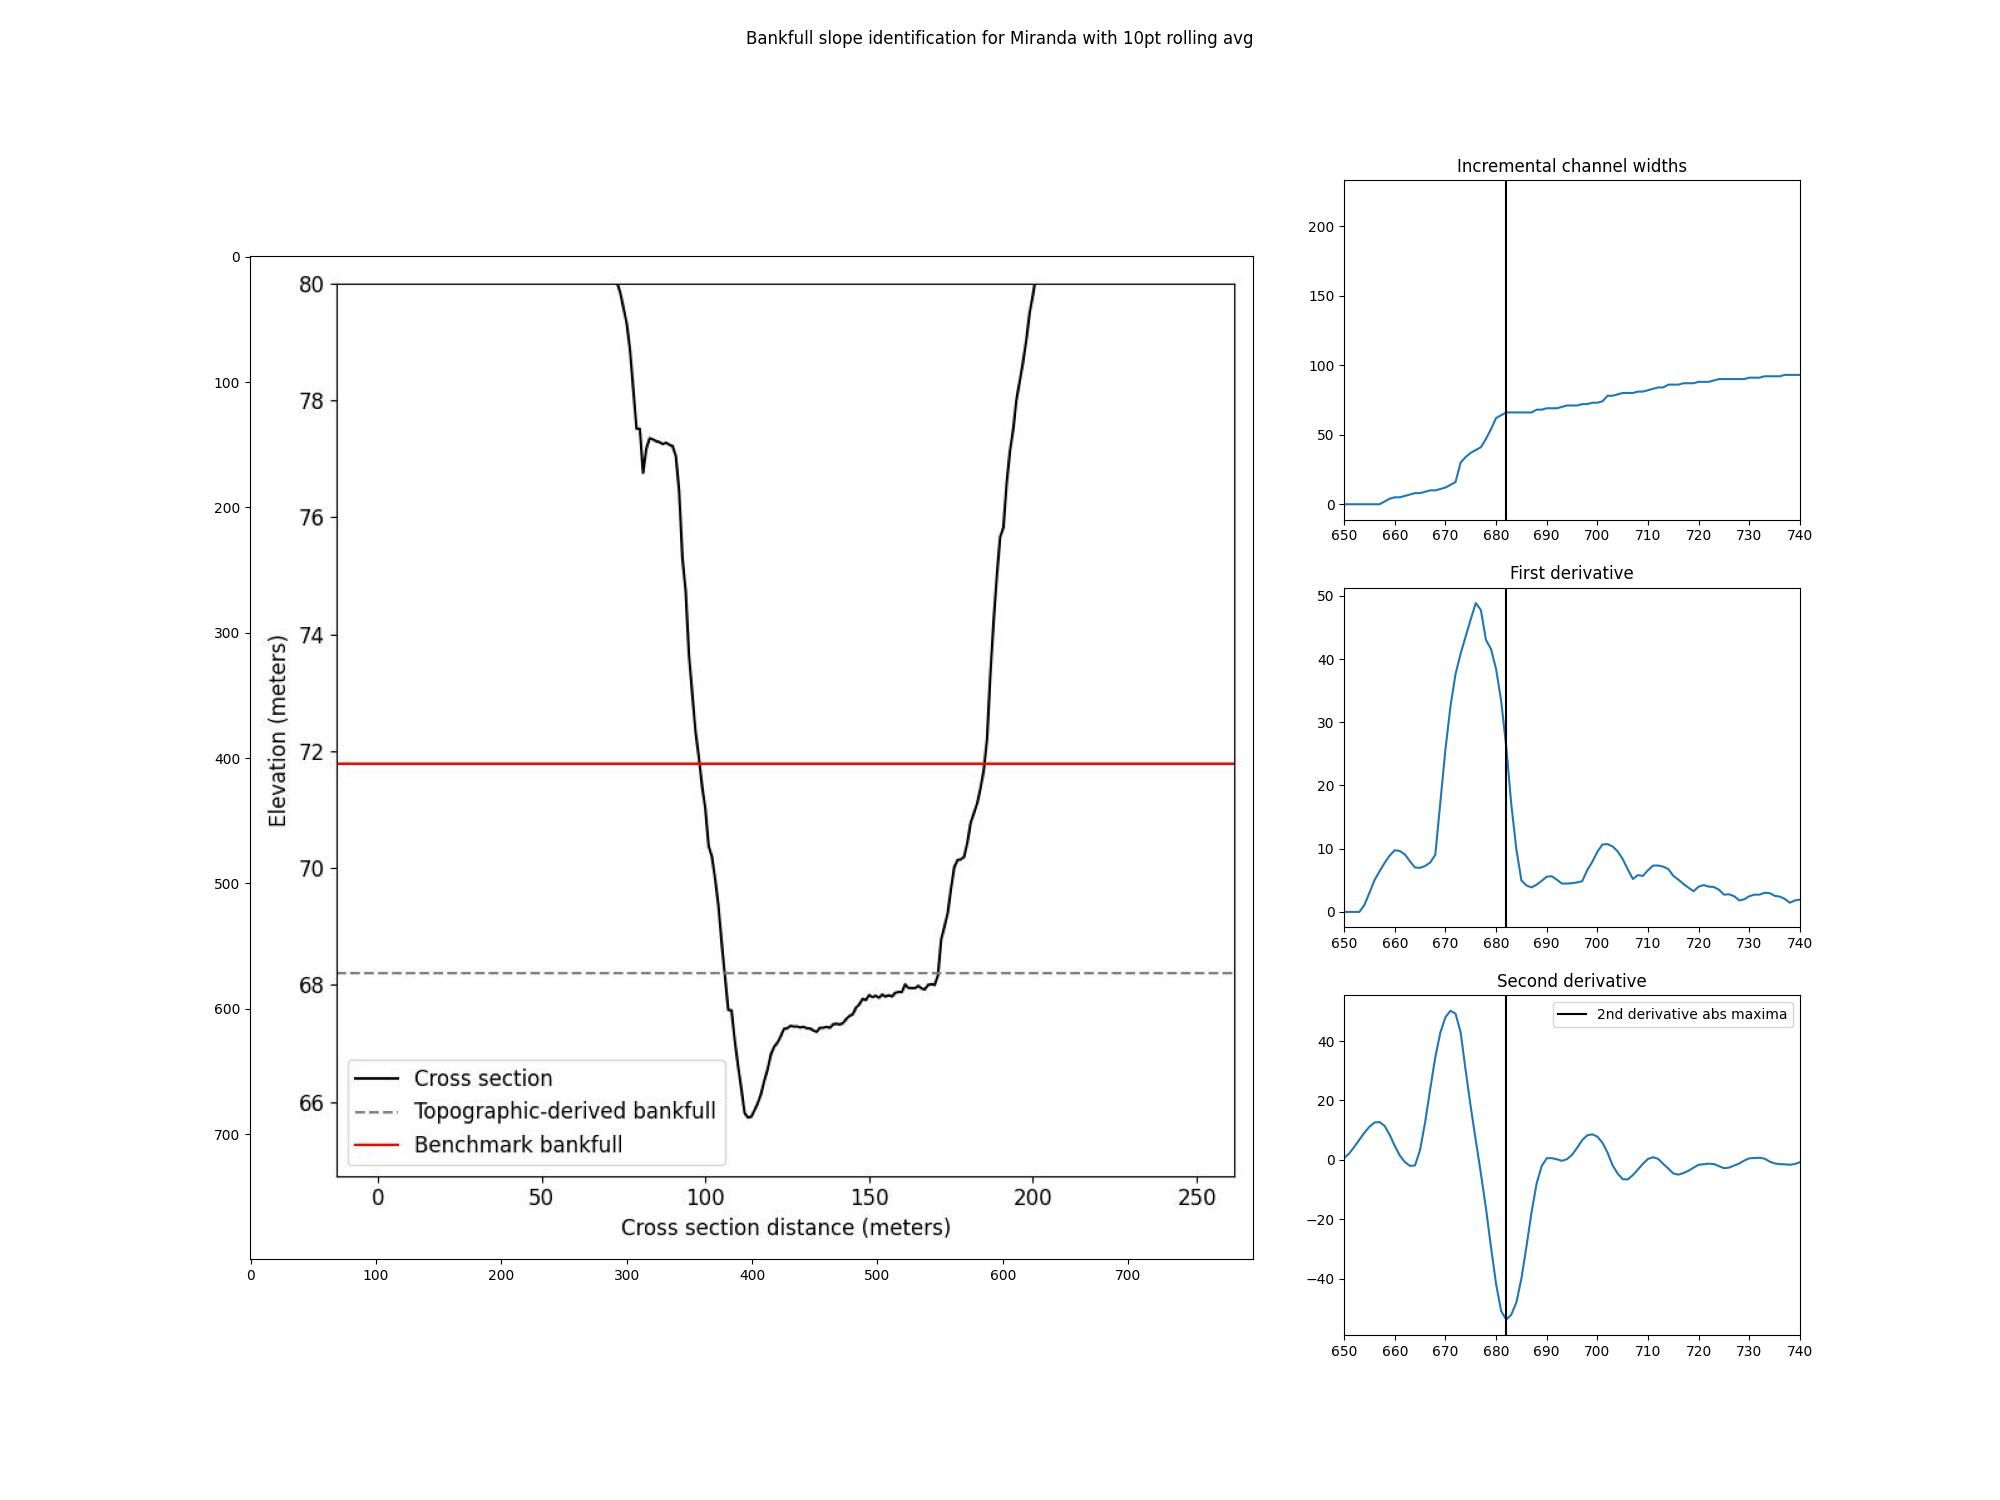 Bankfull slope identification for Miranda with 10pt rolling avg
0
100
200
300
400
500
600
700
80
78
76
74
72
70
68
66
Elevation (meters)
Cross section
Topographic-derived bankfull
Benchmark bankfull
0 50 100 150 200 250
Cross section distance (meters)
0 100 200 300 400 500 600 700
Incremental channel widths
200
150
100
50
0
650 660 670 680 690 700 710 720 730 740
First derivative
50
40
30
20
10
0
650 660 670 680 690 700 710 720 730 740
Second derivative
2nd derivative abs maxima
40
20
0
−20
−40
650 660 670 680 690 700 710 720 730 740